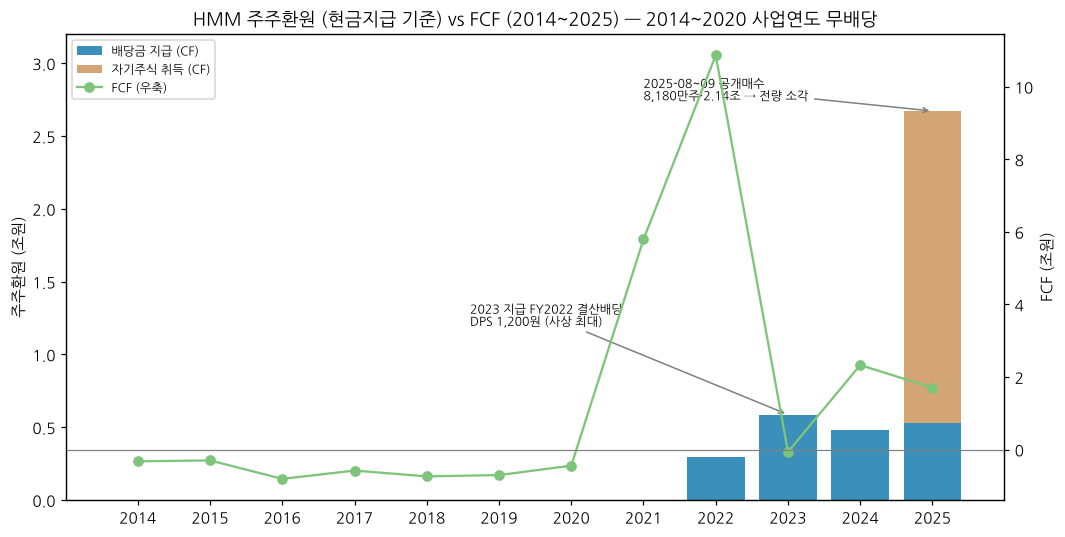 HMM 주주환원 (현금지급 기준) vs FCF (2014~2025) — 2014~2020 사업연도 무배당
배당금 지급 (CF)
자기주식 취득 (CF)
FCF (우축)
2025-08~09 공개매수
8,180만주·2.14조 → 전량 소각
2023 지급 FY2022 결산배당
DPS 1,200원 (사상 최대)
주주환원 (조원)
3.0
2.5
2.0
1.5
1.0
0.5
0.0
FCF (조원)
10
8
6
4
2
0
2014 2015 2016 2017 2018 2019 2020 2021 2022 2023 2024 2025